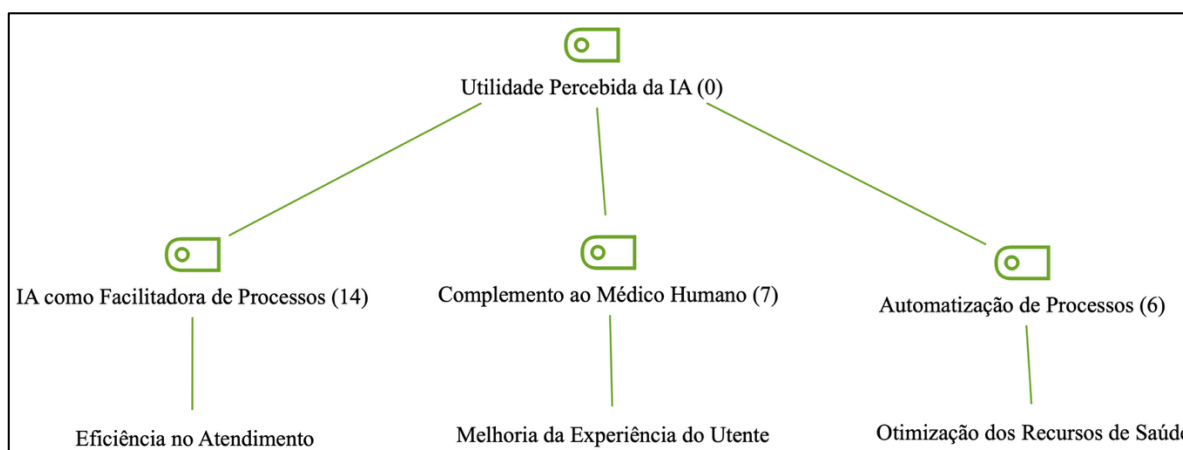 Utilidade Percebida da IA (0)
IA como Facilitadora de Processos (14)
Complemento ao Médico Humano (7)
Automatização de Processos (6)
Eficiência no Atendimento
Melhoria da Experiência do Utente
Otimização dos Recursos de Saúde